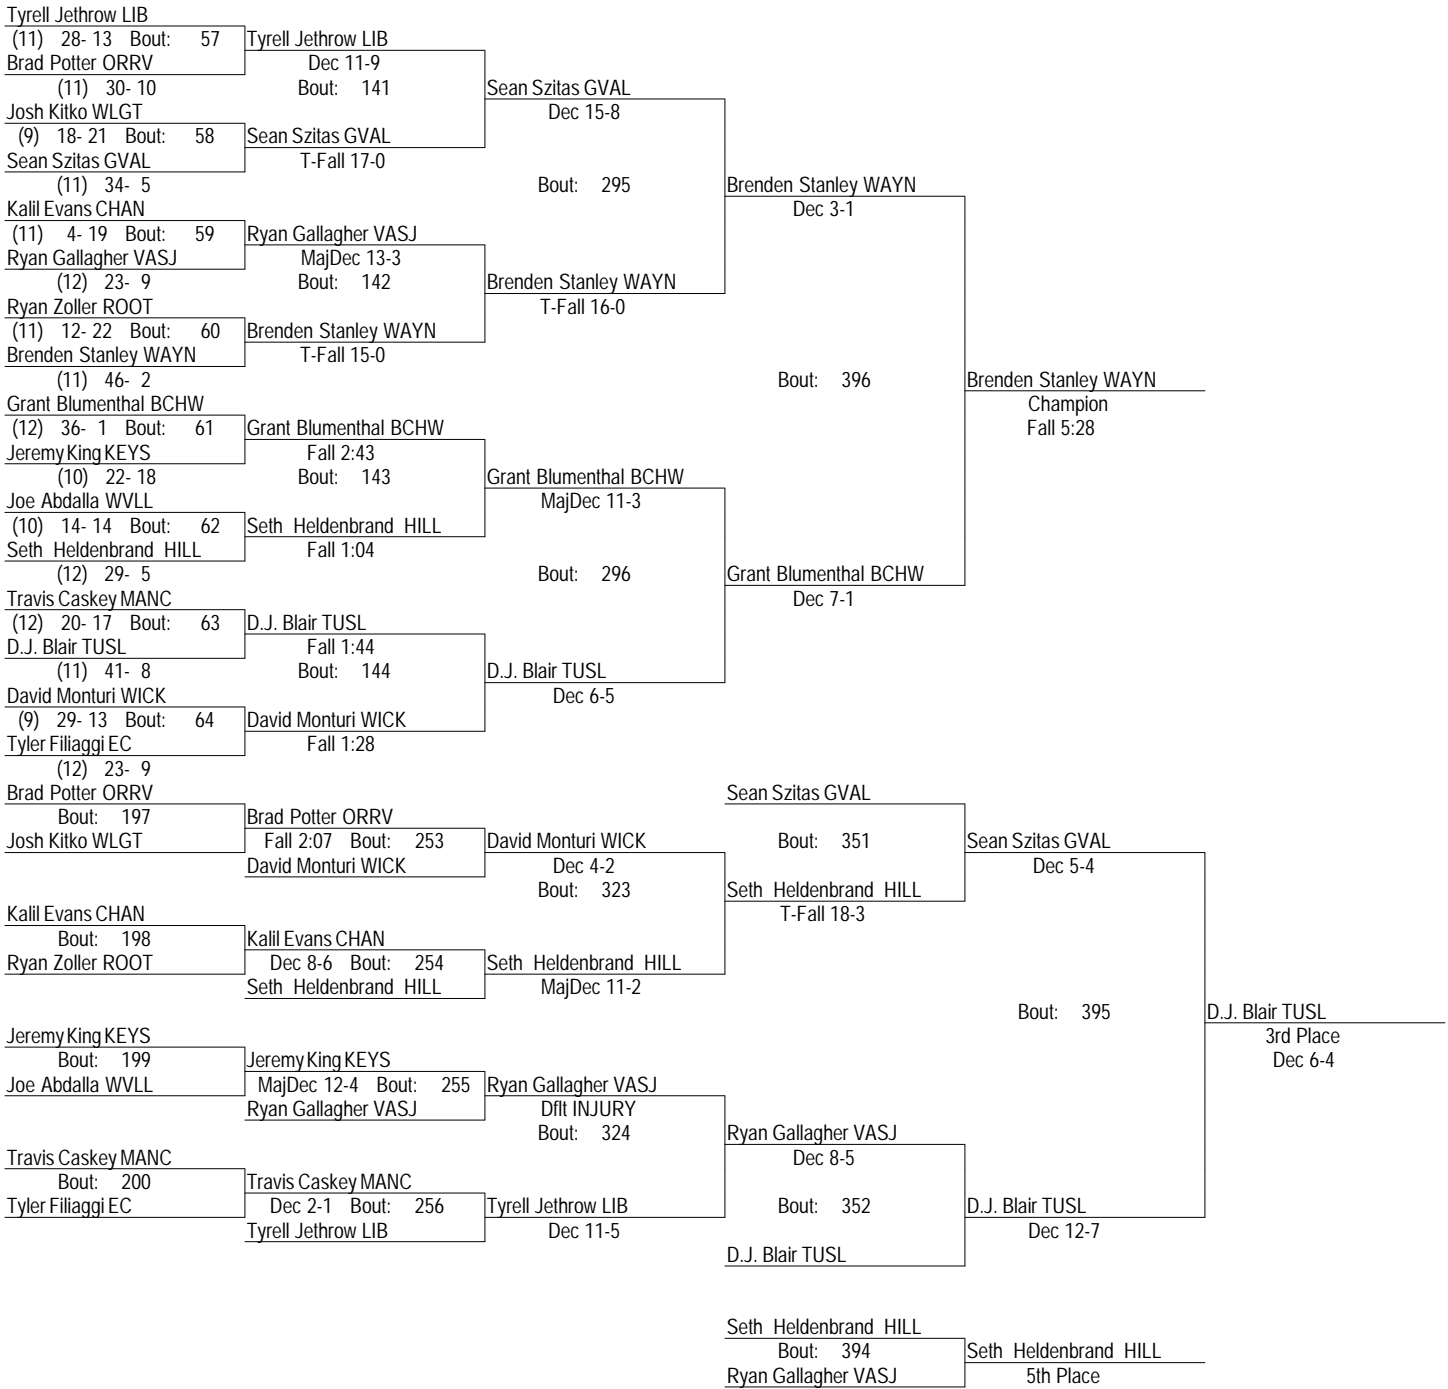 Tyrell Jethrow LIB
(11) 28- 13 Bout: 57 Tyrell Jethrow LIB
Brad Potter ORRV Dec 11-9
(11) 30- 10 Bout: 141 Sean Szitas GVAL
Josh Kitko WLGT Dec 15-8
(9) 18- 21 Bout: 58 Sean Szitas GVAL
Sean Szitas GVAL T-Fall 17-0
(11) 34- 5 Bout: 295 Brenden Stanley WAYN
Kalil Evans CHAN Dec 3-1
(11) 4- 19 Bout: 59 Ryan Gallagher VASJ
Ryan Gallagher VASJ MajDec 13-3
(12) 23- 9 Bout: 142 Brenden Stanley WAYN
Ryan Zoller ROOT T-Fall 16-0
(11) 12- 22 Bout: 60 Brenden Stanley WAYN
Brenden Stanley WAYN T-Fall 15-0
(11) 46- 2 Bout: 396 Brenden Stanley WAYN
Grant Blumenthal BCHW Champion
(12) 36- 1 Bout: 61 Grant Blumenthal BCHW Fall 5:28
Jeremy King KEYS Fall 2:43
(10) 22- 18 Bout: 143 Grant Blumenthal BCHW
Joe Abdalla WVLL MajDec 11-3
(10) 14- 14 Bout: 62 Seth Heldenbrand HILL
Seth Heldenbrand HILL Fall 1:04
(12) 29- 5 Bout: 296 Grant Blumenthal BCHW
Travis Caskey MANC Dec 7-1
(12) 20- 17 Bout: 63 D.J. Blair TUSL
D.J. Blair TUSL Fall 1:44
(11) 41- 8 Bout: 144 D.J. Blair TUSL
David Monturi WICK Dec 6-5
(9) 29- 13 Bout: 64 David Monturi WICK
Tyler Filiaggi EC Fall 1:28
(12) 23- 9
Brad Potter ORRV Sean Szitas GVAL
Bout: 197 Brad Potter ORRV
Josh Kitko WLGT Fall 2:07 Bout: 253 David Monturi WICK Bout: 351 Sean Szitas GVAL
David Monturi WICK Dec 4-2 Dec 5-4
Bout: 323 Seth Heldenbrand HILL
Kalil Evans CHAN T-Fall 18-3
Bout: 198 Kalil Evans CHAN
Ryan Zoller ROOT Dec 8-6 Bout: 254 Seth Heldenbrand HILL
Seth Heldenbrand HILL MajDec 11-2
Bout: 395 D.J. Blair TUSL
Jeremy King KEYS 3rd Place
Bout: 199 Jeremy King KEYS Dec 6-4
Joe Abdalla WVLL MajDec 12-4 Bout: 255 Ryan Gallagher VASJ
Ryan Gallagher VASJ Dflt INJURY
Bout: 324 Ryan Gallagher VASJ
Travis Caskey MANC Dec 8-5
Bout: 200 Travis Caskey MANC
Tyler Filiaggi EC Dec 2-1 Bout: 256 Tyrell Jethrow LIB Bout: 352 D.J. Blair TUSL
Tyrell Jethrow LIB Dec 11-5 Dec 12-7
D.J. Blair TUSL
Seth Heldenbrand HILL
Bout: 394 Seth Heldenbrand HILL
Ryan Gallagher VASJ 5th Place